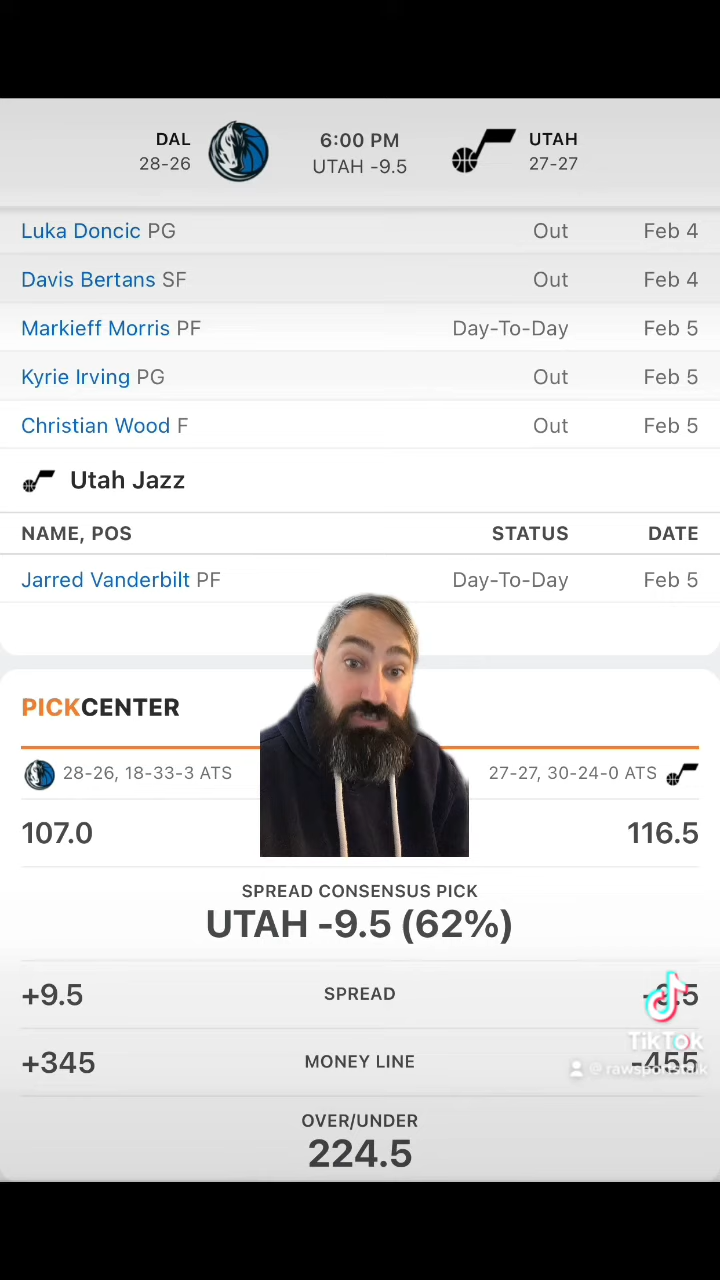 DAL 6:00 PM UTAH
28-26 UTAH -9.5 27-27
Luka Doncic PG Out Feb 4
Davis Bertans SF Out Feb 4
Markieff Morris PF Day-To-Day Feb 5
Kyrie Irving PG Out Feb 5
Christian Wood F Out Feb 5
Utah Jazz
NAME, POS STATUS DATE
Jarred Vanderbilt PF Day-To-Day Feb 5
PICKCENTER
28-26, 18-33-3 ATS 27-27, 30-24-0 ATS
107.0 116.5
SPREAD CONSENSUS PICK
UTAH -9.5 (62%)
+9.5 SPREAD -9.5
TikTok
+345 MONEY LINE -455
@rawsportstalk
OVER/UNDER
224.5